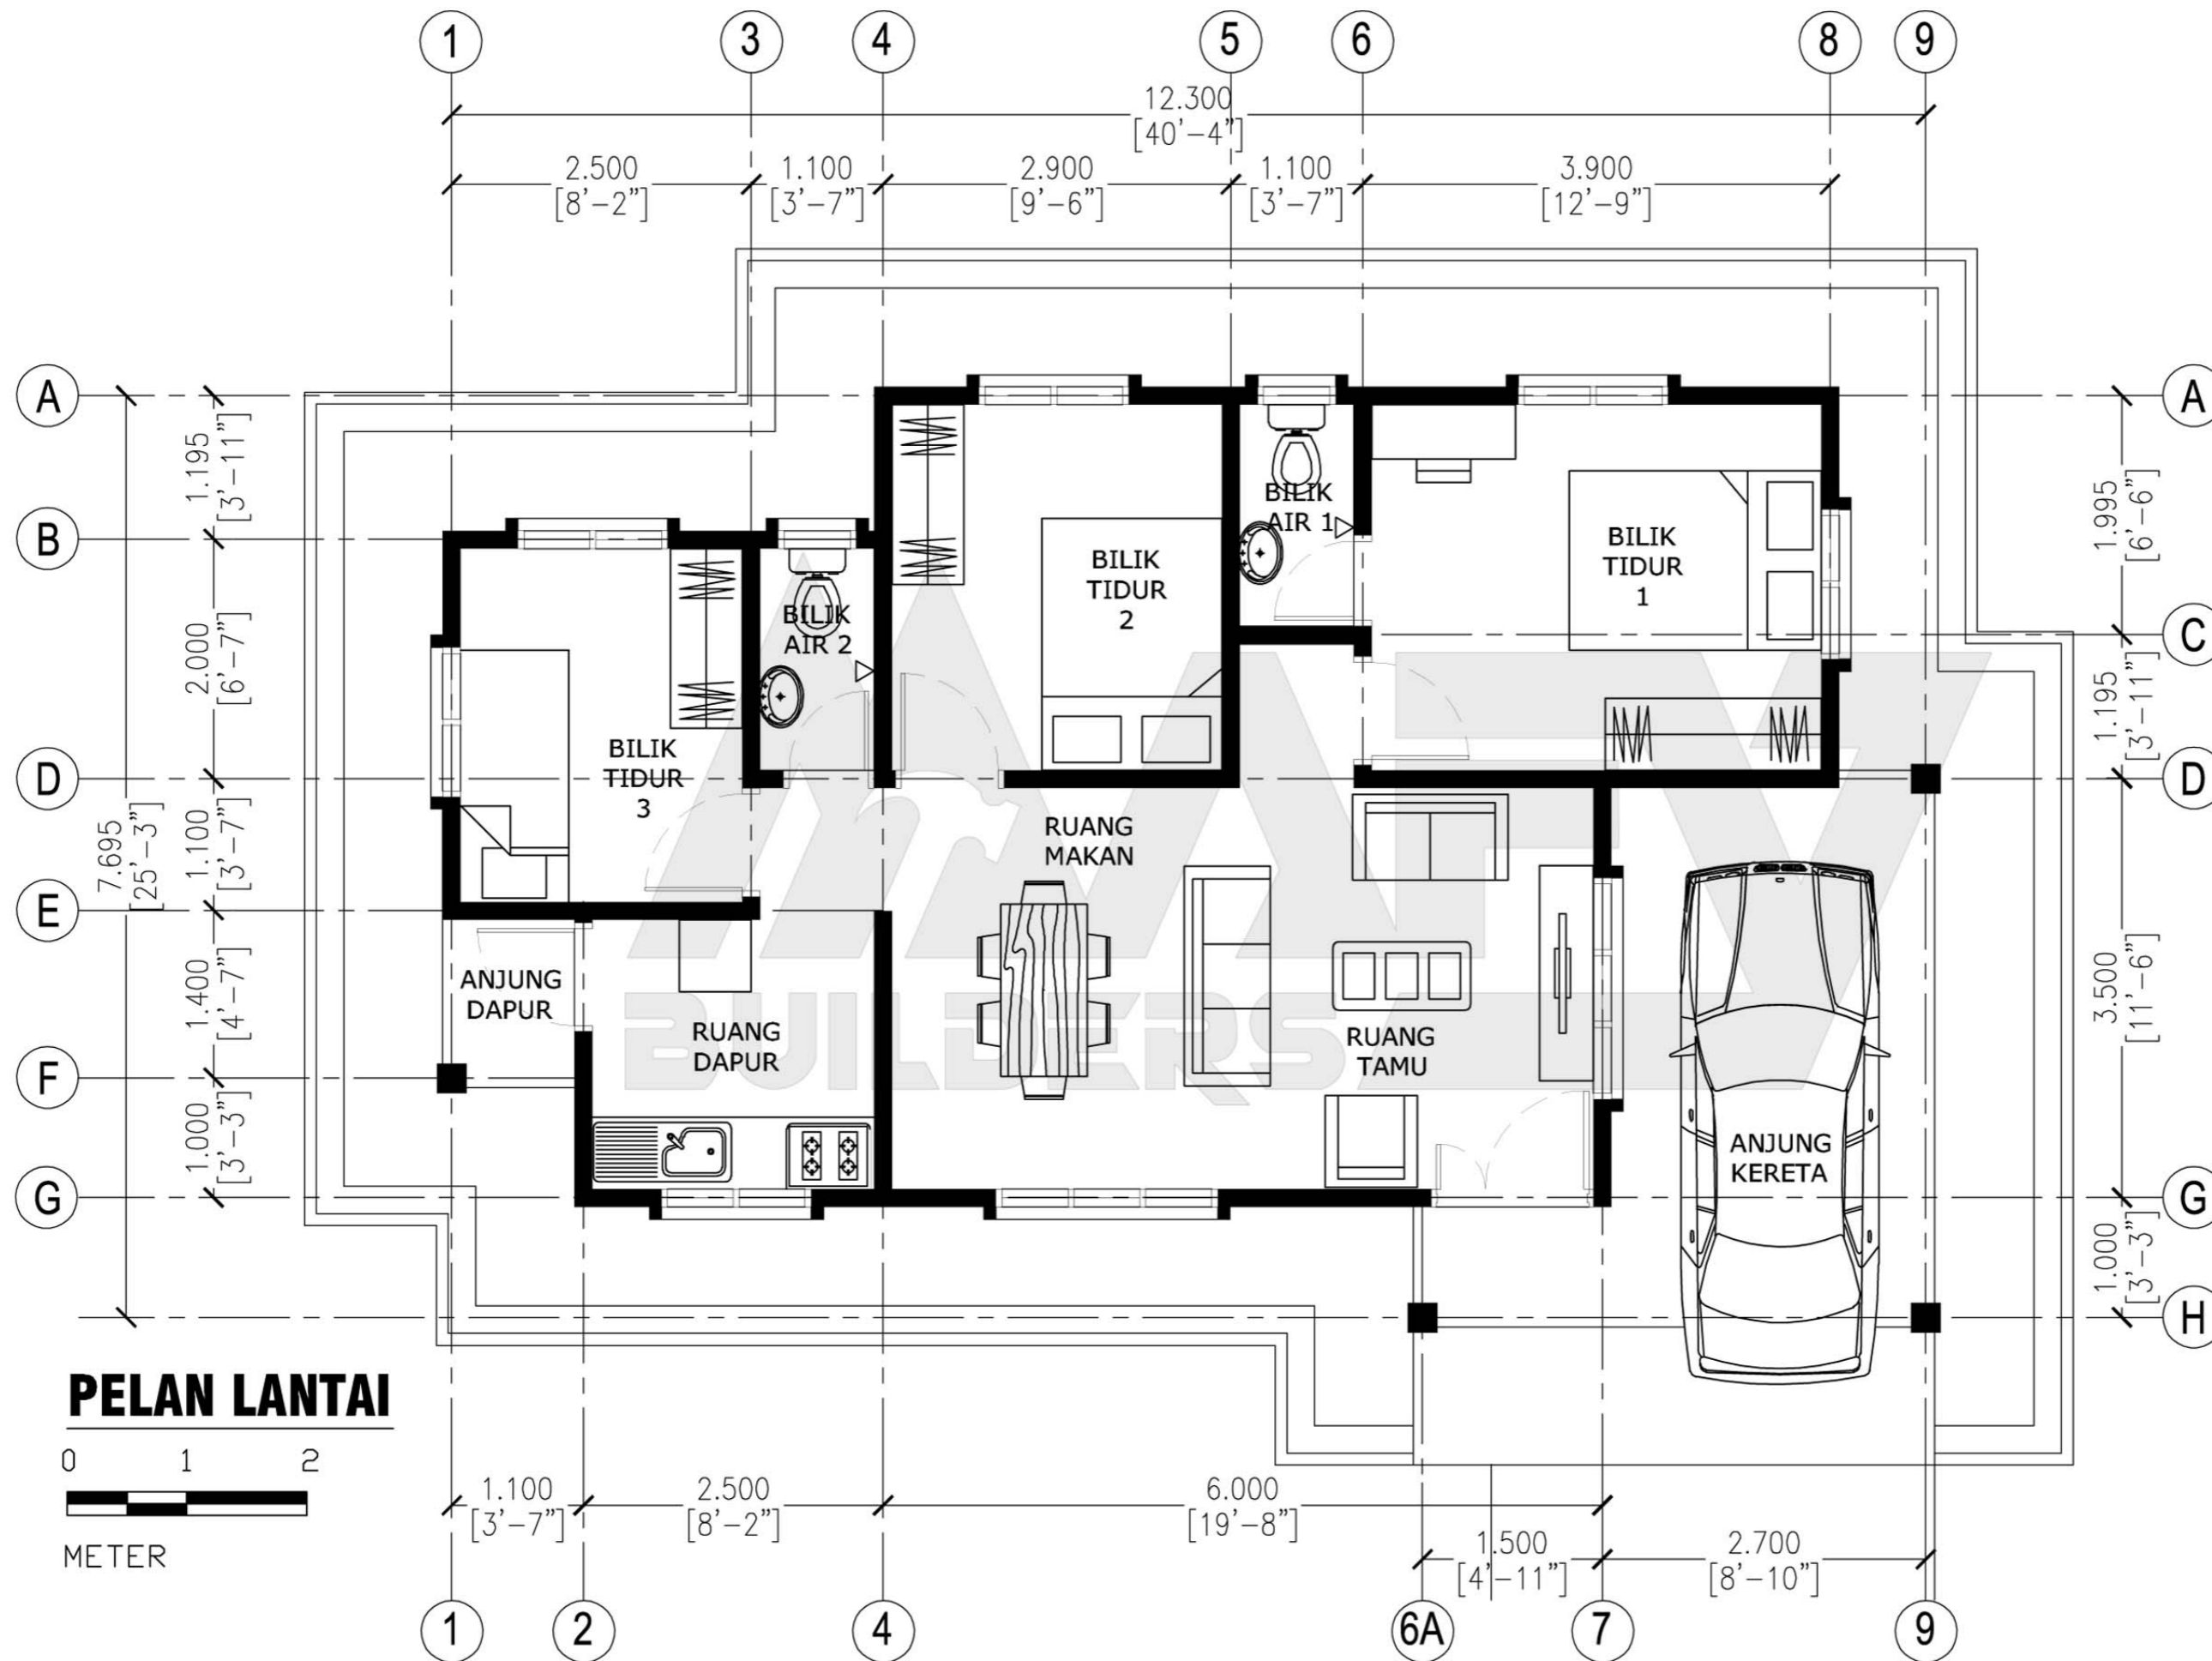 1
3
4
5
6
8
9
12.300
[40'-4"]
2.500
[8'-2"]
1.100
[3'-7"]
2.900
[9'-6"]
1.100
[3'-7"]
3.900
[12'-9"]
A
B
D
E
F
G
7.695
[25'-3"]
1.195
[3'-11"]
2.000
[6'-7"]
1.100
[3'-7"]
1.400
[4'-7"]
1.000
[3'-3"]
BILIK
TIDUR
3
BILIK
AIR 2
BILIK
TIDUR
2
BILIK
AIR 1
BILIK
TIDUR
1
RUANG
MAKAN
ANJUNG
DAPUR
RUANG
DAPUR
RUANG
TAMU
ANJUNG
KERETA
BUILDERS
A
C
D
G
H
1.995
[6'-6"]
1.195
[3'-11"]
3.500
[11'-6"]
1.000
[3'-3"]
PELAN LANTAI
0 1 2
METER
1.100
[3'-7"]
2.500
[8'-2"]
6.000
[19'-8"]
1.500
[4'-11"]
2.700
[8'-10"]
1
2
4
6A
7
9